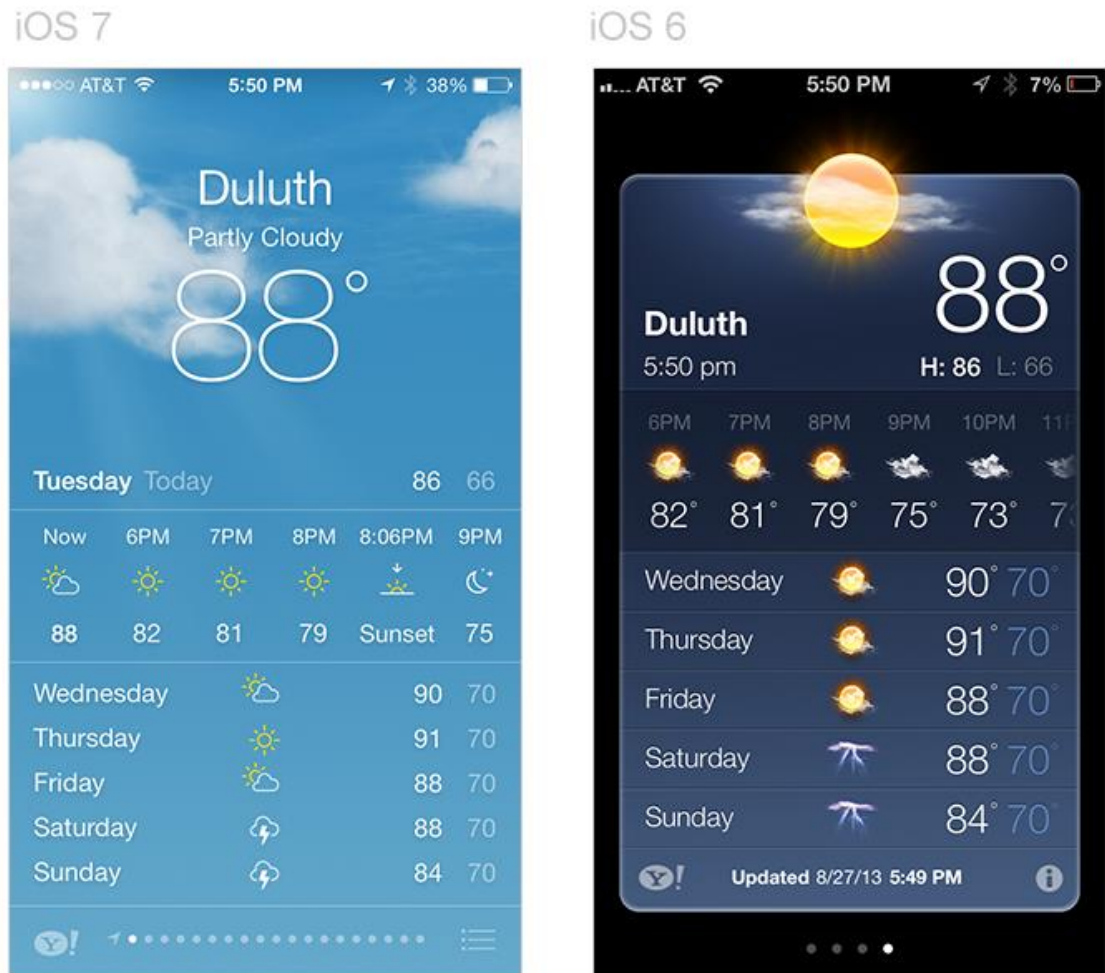 iOS 7
AT&T 5:50 PM 38%
Duluth
Partly Cloudy
88°
Tuesday Today 86 66
Now 6PM 7PM 8PM 8:06PM 9PM
88 82 81 79 Sunset 75
Wednesday 90 70
Thursday 91 70
Friday 88 70
Saturday 88 70
Sunday 84 70
Y!
iOS 6
AT&T 5:50 PM 7%
88°
Duluth
5:50 pm H: 86 L: 66
6PM 7PM 8PM 9PM 10PM
82° 81° 79° 75° 73°
Wednesday 90° 70°
Thursday 91° 70°
Friday 88° 70°
Saturday 88° 70°
Sunday 84° 70°
Y! Updated 8/27/13 5:49 PM i